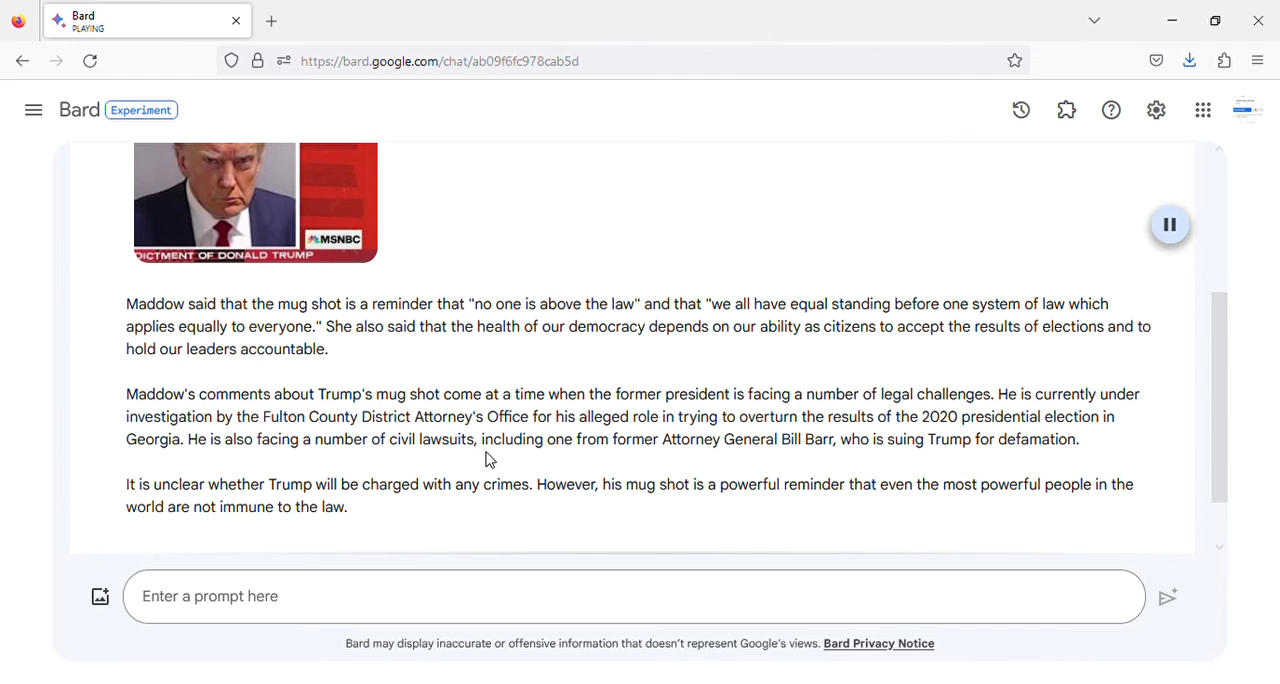 Bard
PLAYING
https://bard.google.com/chat/ab09f6fc978cab5d
Bard Experiment
MSNBC
DICTMENT OF DONALD TRUMP
Maddow said that the mug shot is a reminder that "no one is above the law" and that "we all have equal standing before one system of law which
applies equally to everyone." She also said that the health of our democracy depends on our ability as citizens to accept the results of elections and to
hold our leaders accountable.
Maddow's comments about Trump's mug shot come at a time when the former president is facing a number of legal challenges. He is currently under
investigation by the Fulton County District Attorney's Office for his alleged role in trying to overturn the results of the 2020 presidential election in
Georgia. He is also facing a number of civil lawsuits, including one from former Attorney General Bill Barr, who is suing Trump for defamation.
It is unclear whether Trump will be charged with any crimes. However, his mug shot is a powerful reminder that even the most powerful people in the
world are not immune to the law.
Enter a prompt here
Bard may display inaccurate or offensive information that doesn't represent Google's views. Bard Privacy Notice